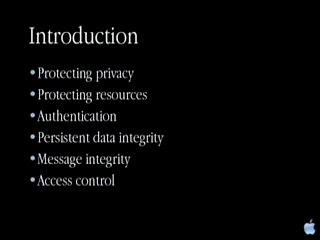 Introduction
• Protecting privacy
• Protecting resources
• Authentication
• Persistent data integrity
• Message integrity
• Access control